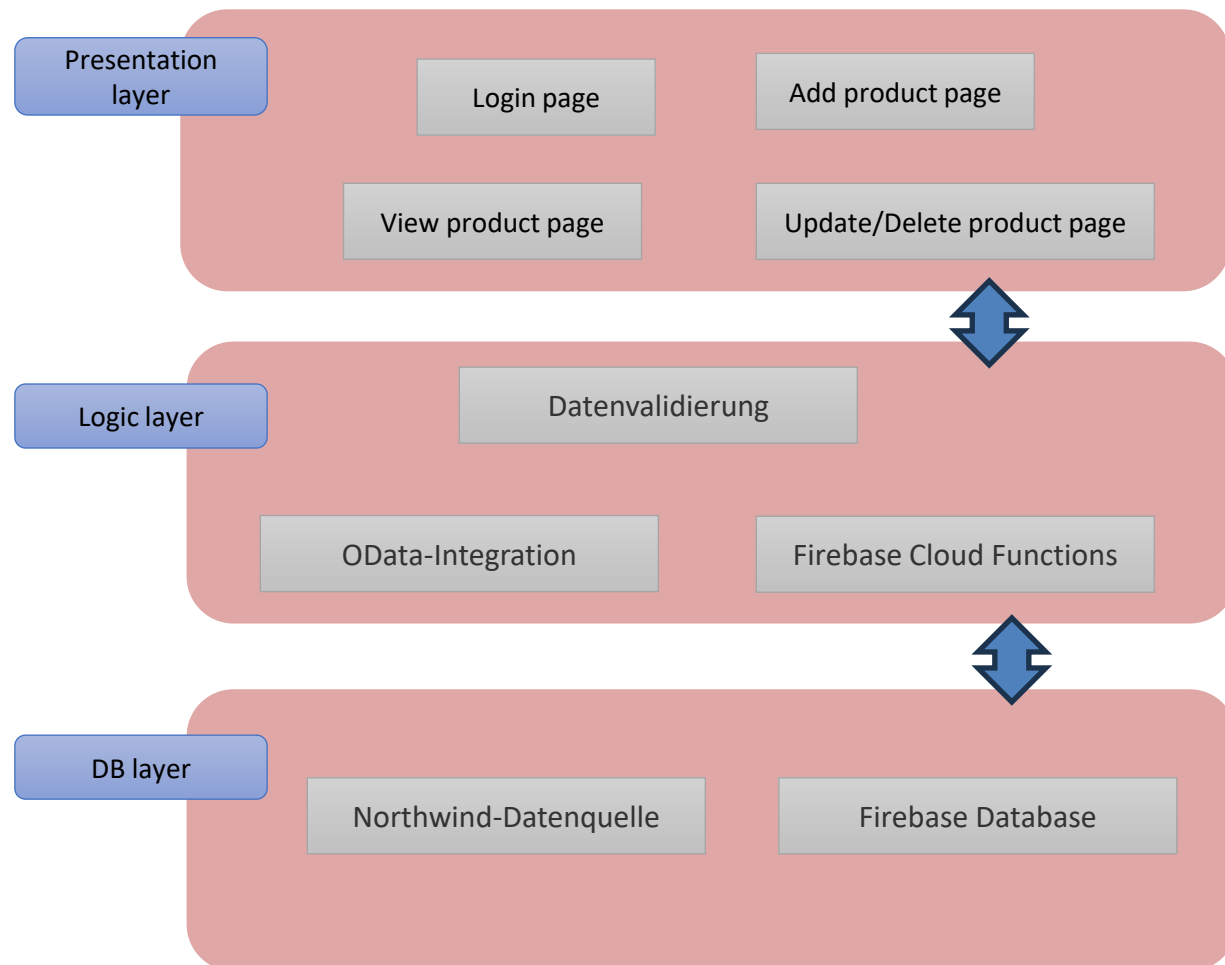 Presentation
layer
Login page
Add product page
View product page
Update/Delete product page
Logic layer
Datenvalidierung
OData-Integration
Firebase Cloud Functions
DB layer
Northwind-Datenquelle
Firebase Database